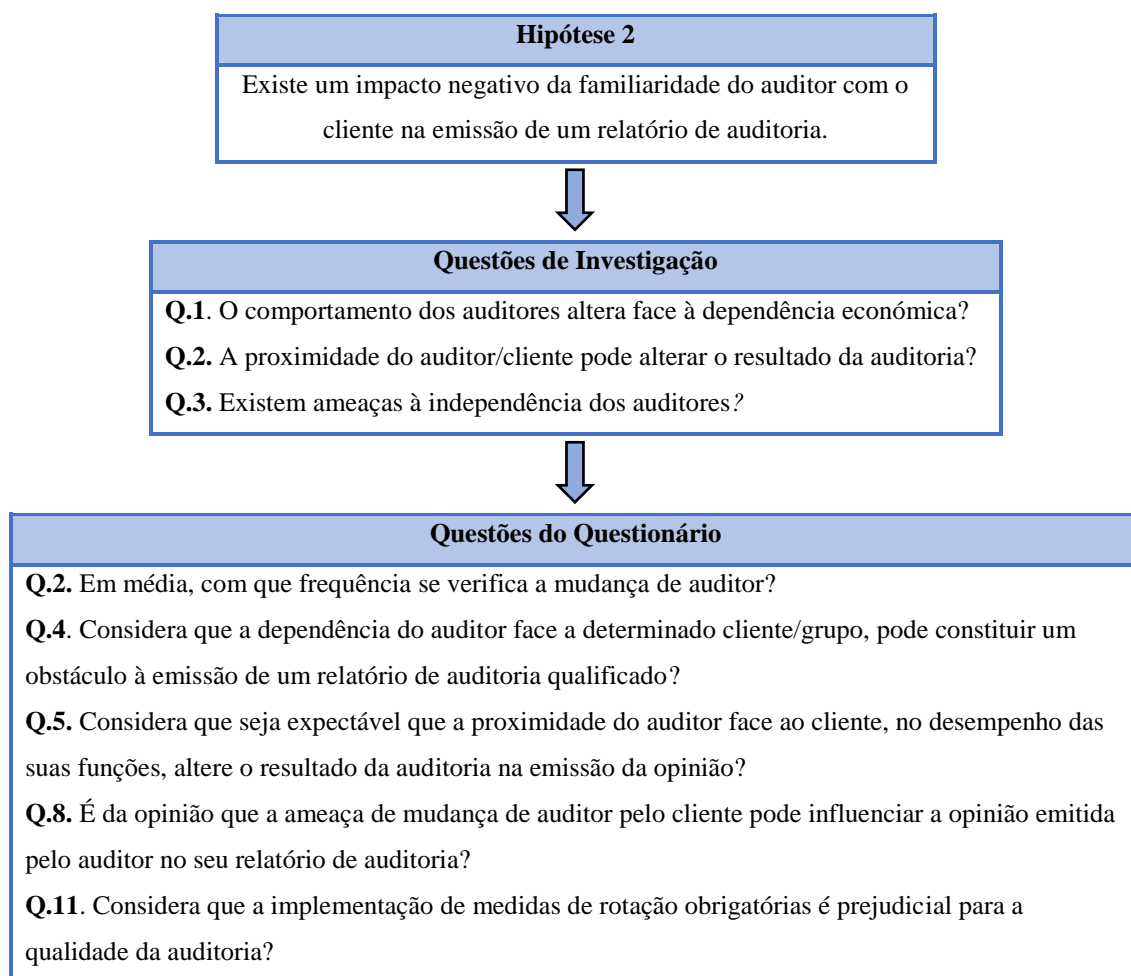 Hipótese 2
Existe um impacto negativo da familiaridade do auditor com o
cliente na emissão de um relatório de auditoria.
Questões de Investigação
Q.1. O comportamento dos auditores altera face à dependência económica?
Q.2. A proximidade do auditor/cliente pode alterar o resultado da auditoria?
Q.3. Existem ameaças à independência dos auditores?
Questões do Questionário
Q.2. Em média, com que frequência se verifica a mudança de auditor?
Q.4. Considera que a dependência do auditor face a determinado cliente/grupo, pode constituir um
obstáculo à emissão de um relatório de auditoria qualificado?
Q.5. Considera que seja expectável que a proximidade do auditor face ao cliente, no desempenho das
suas funções, altere o resultado da auditoria na emissão da opinião?
Q.8. É da opinião que a ameaça de mudança de auditor pelo cliente pode influenciar a opinião emitida
pelo auditor no seu relatório de auditoria?
Q.11. Considera que a implementação de medidas de rotação obrigatórias é prejudicial para a
qualidade da auditoria?